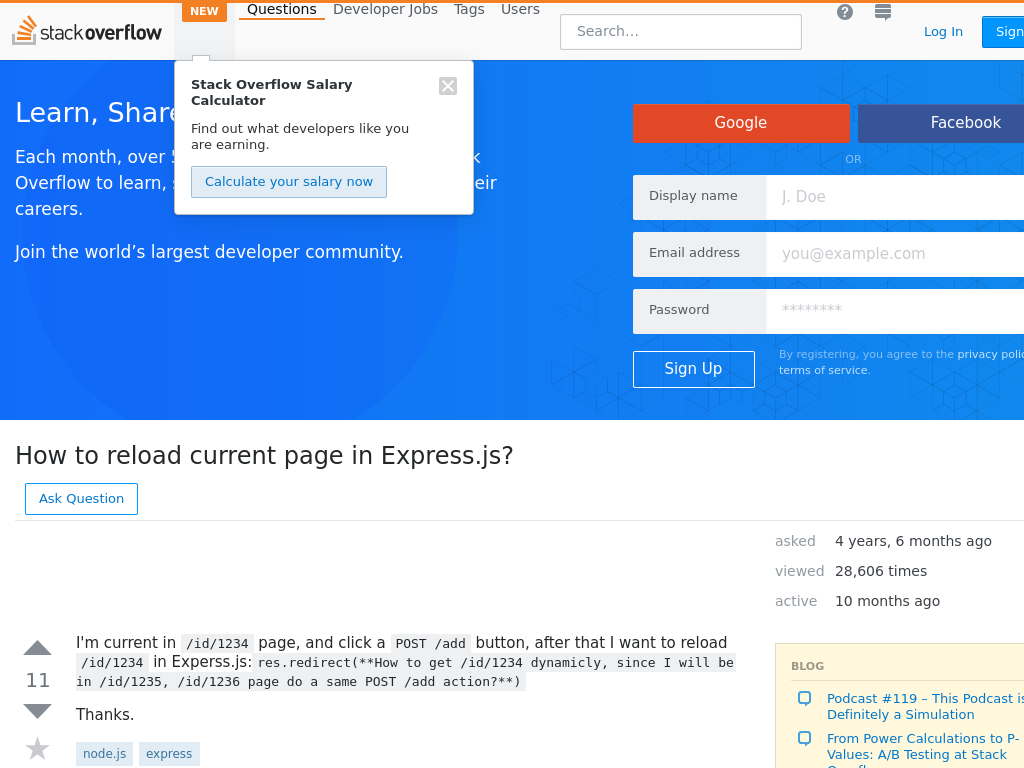 stackoverflow
NEW
Questions
Developer Jobs
Tags
Users
Search…
?
Log In
Sign
Stack Overflow Salary
Calculator
Find out what developers like you
are earning.
Calculate your salary now
Learn, Share
Each month, over
Overflow to learn, eir
careers.
Join the world’s largest developer community.
Google
Facebook
OR
Display name
J. Doe
Email address
you@example.com
Password
********
Sign Up
By registering, you agree to the privacy polic
terms of service.
How to reload current page in Express.js?
Ask Question
asked 4 years, 6 months ago
viewed 28,606 times
active 10 months ago
11
I'm current in /id/1234 page, and click a POST /add button, after that I want to reload
/id/1234 in Experss.js: res.redirect(**How to get /id/1234 dynamicly, since I will be
in /id/1235, /id/1236 page do a same POST /add action?**)
Thanks.
node.js express
BLOG
Podcast #119 – This Podcast is
Definitely a Simulation
From Power Calculations to P-
Values: A/B Testing at Stack